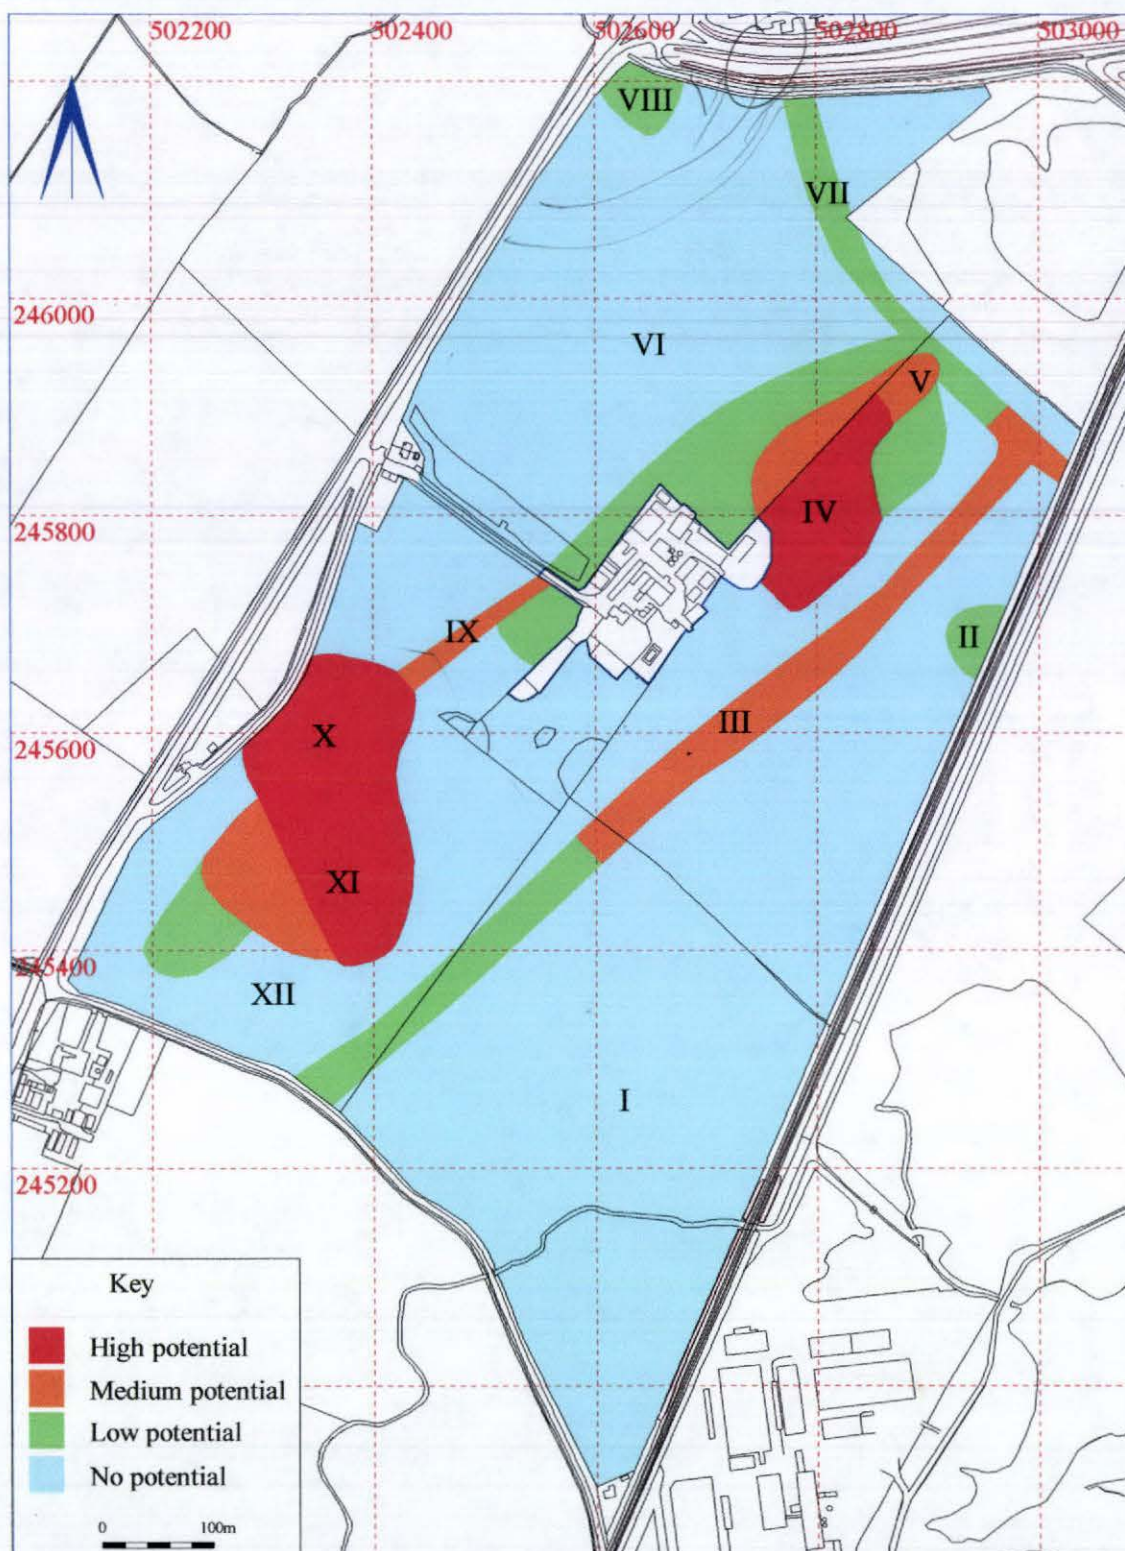 502200 502400 502600 502800 503000
VIII
VII
246000
VI
V
245800
IV
IX
II
X
III
245600
XI
245400
XII
I
245200
Key
High potential
Medium potential
Low potential
No potential
0 100m